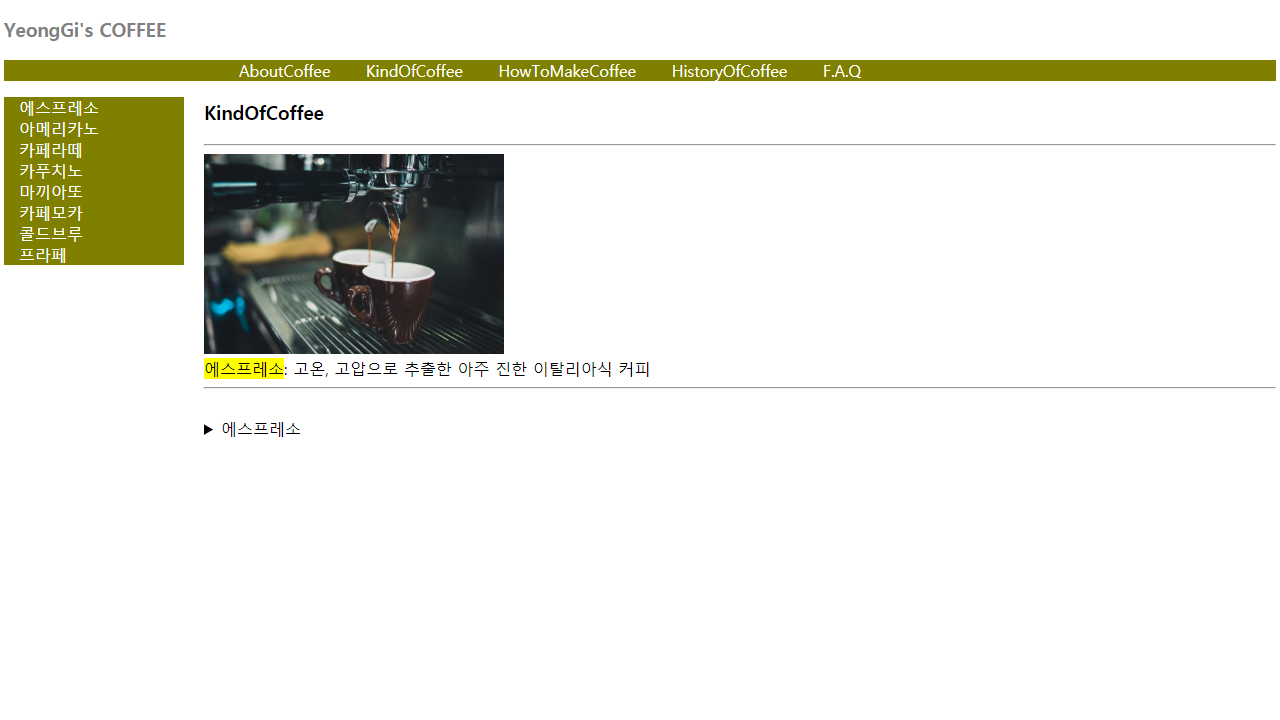 YeongGi's COFFEE
AboutCoffee KindOfCoffee HowToMakeCoffee HistoryOfCoffee F.A.Q
에스프레소
아메리카노
카페라떼
카푸치노
마끼아또
카페모카
콜드브루
프라페
KindOfCoffee
에스프레소: 고온, 고압으로 추출한 아주 진한 이탈리아식 커피
▶ 에스프레소